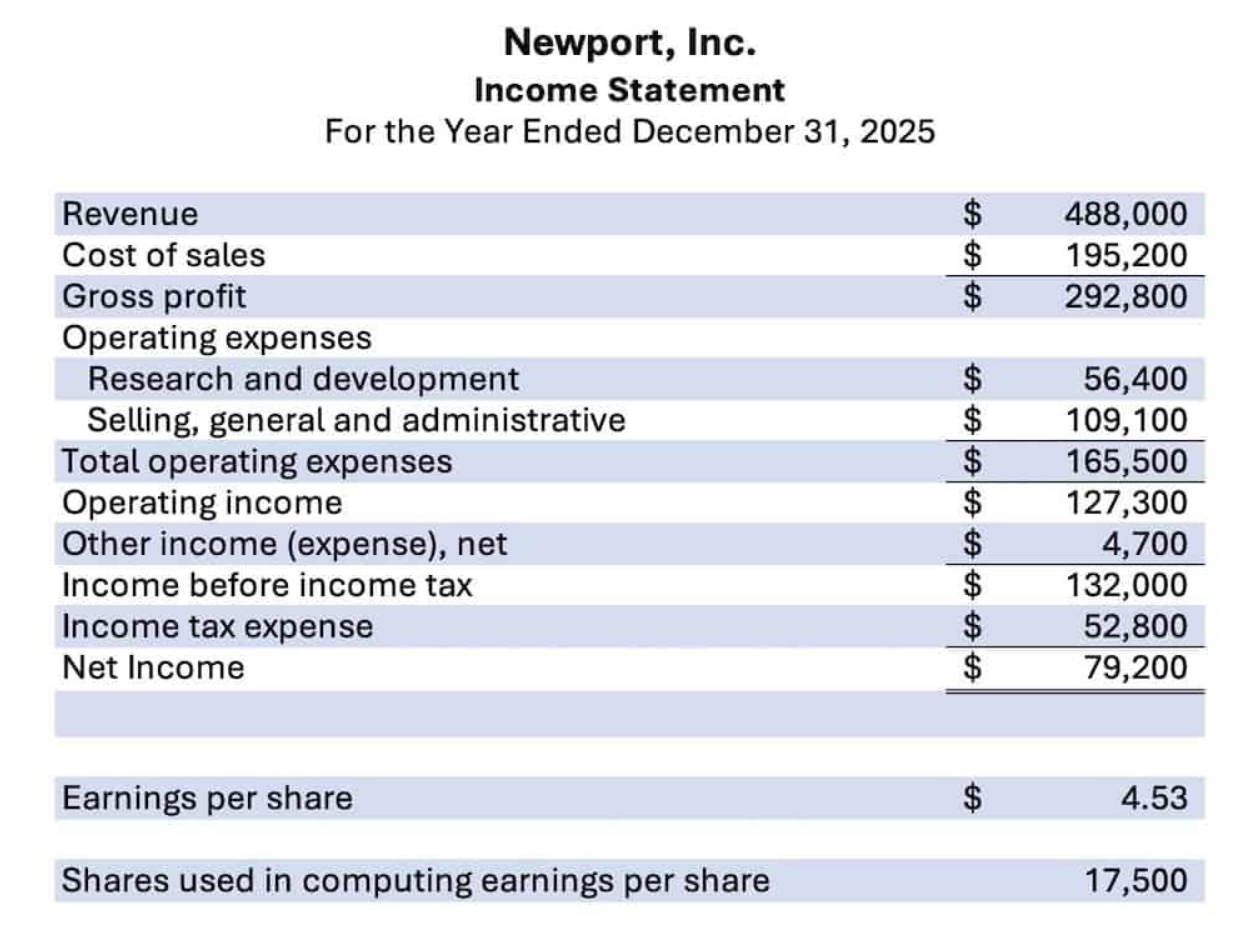 Newport, Inc.
Income Statement
For the Year Ended December 31, 2025
Revenue $ 488,000
Cost of sales $ 195,200
Gross profit $ 292,800
Operating expenses
Research and development $ 56,400
Selling, general and administrative $ 109,100
Total operating expenses $ 165,500
Operating income $ 127,300
Other income (expense), net $ 4,700
Income before income tax $ 132,000
Income tax expense $ 52,800
Net Income $ 79,200
Earnings per share $ 4.53
Shares used in computing earnings per share 17,500